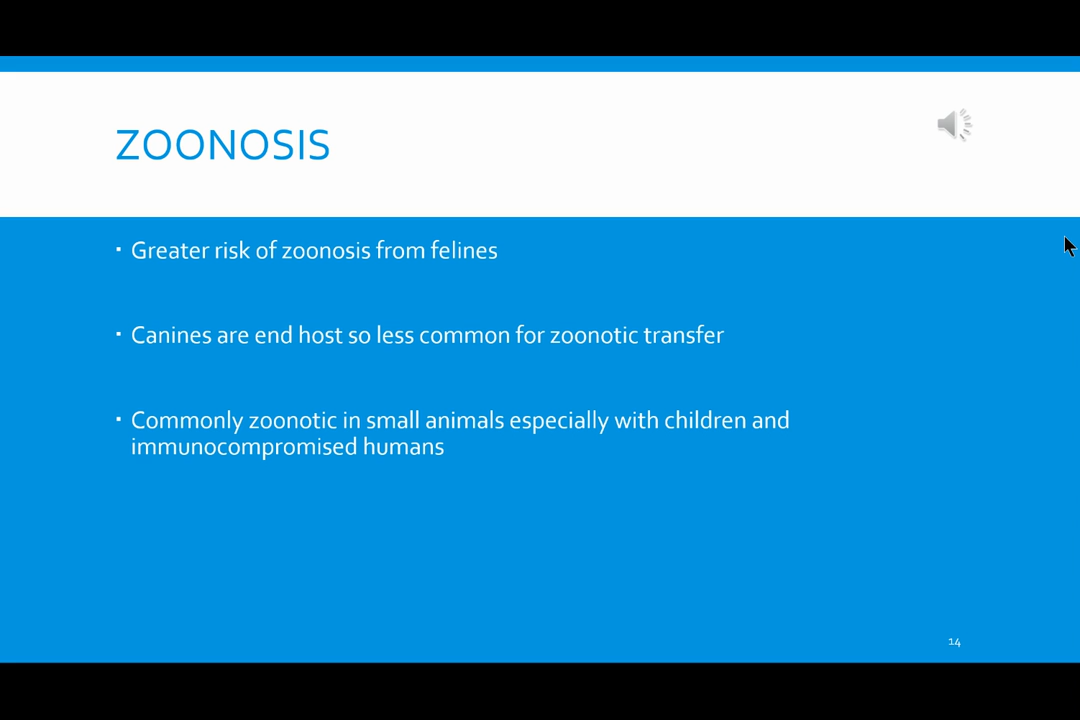 ZOONOSIS
▪ Greater risk of zoonosis from felines
▪ Canines are end host so less common for zoonotic transfer
▪ Commonly zoonotic in small animals especially with children and
immunocompromised humans
14